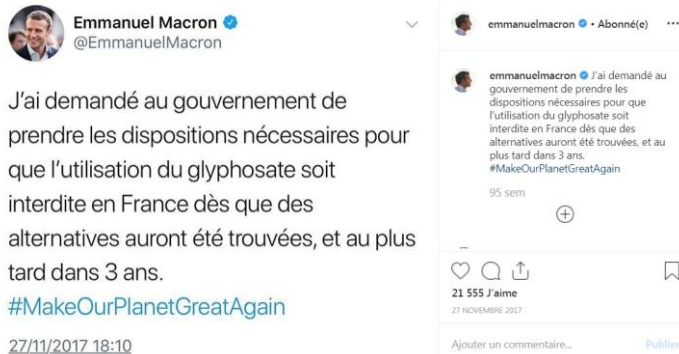 Emmanuel Macron
@EmmanuelMacron
J'ai demandé au gouvernement de
prendre les dispositions nécessaires pour
que l'utilisation du glyphosate soit
interdite en France dès que des
alternatives auront été trouvées, et au plus
tard dans 3 ans.
#MakeOurPlanetGreatAgain
27/11/2017 18:10
emmanuelmacron • Abonné(e) ...
emmanuelmacron J'ai demandé au
gouvernement de prendre les
dispositions nécessaires pour que
l'utilisation du glyphosate soit
interdite en France dès que des
alternatives auront été trouvées, et au
plus tard dans 3 ans.
#MakeOurPlanetGreatAgain
95 sem
21 555 J'aime
27 NOVEMBRE 2017
Ajouter un commentaire... Publier